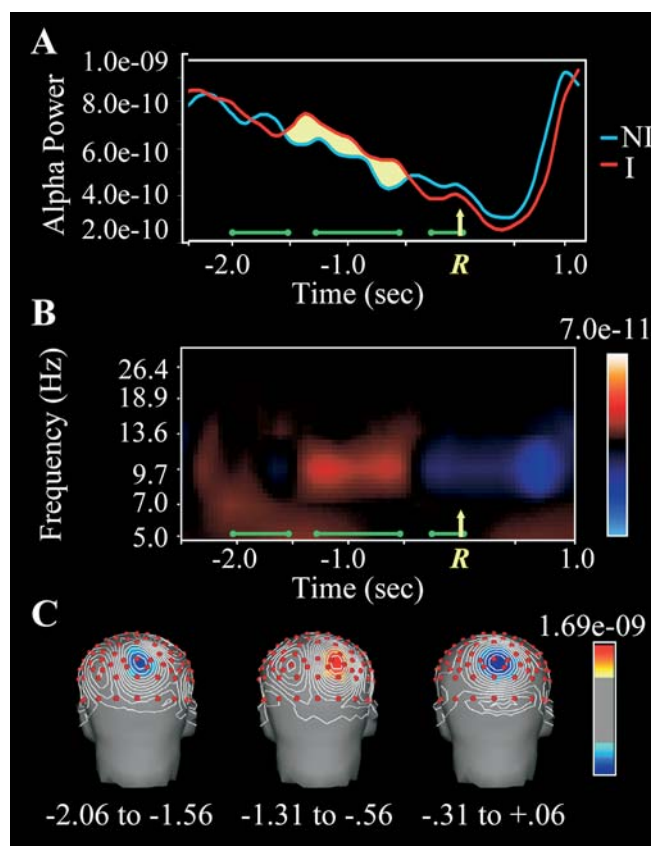 A
Alpha Power
1.0e-09
8.0e-10
6.0e-10
4.0e-10
2.0e-10
NI
I
-2.0
-1.0
R
1.0
Time (sec)
B
7.0e-11
Frequency (Hz)
26.4
18.9
13.6
9.7
7.0
5.0
-2.0
-1.0
R
1.0
Time (sec)
C
1.69e-09
-2.06 to -1.56
-1.31 to -.56
-.31 to +.06